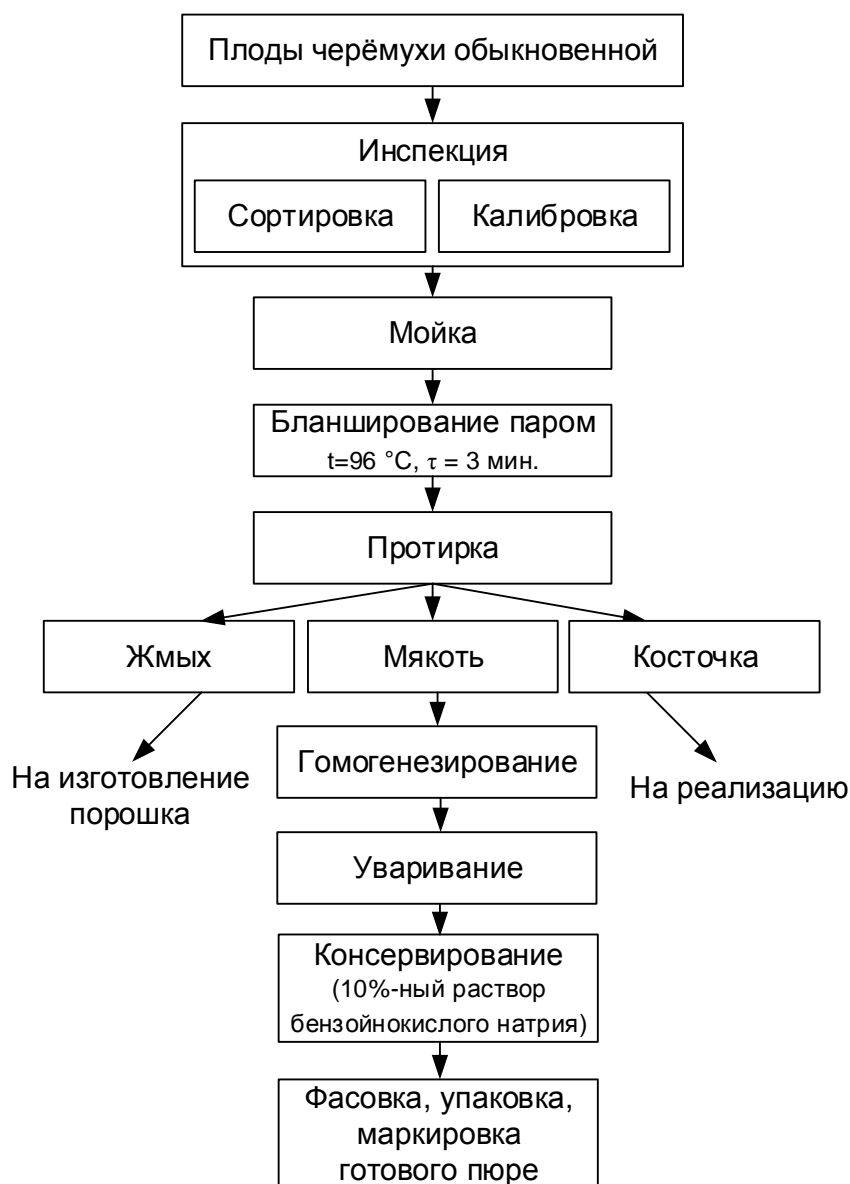 Плоды черёмухи обыкновенной
Инспекция
Сортировка
Калибровка
Мойка
Бланширование паром
t=96 °C, τ = 3 мин.
Протирка
Жмых
Мякоть
Косточка
На изготовление
порошка
На реализацию
Гомогенезирование
Уваривание
Консервирование
(10%-ный раствор
бензойнокислого натрия)
Фасовка, упаковка,
маркировка
готового пюре